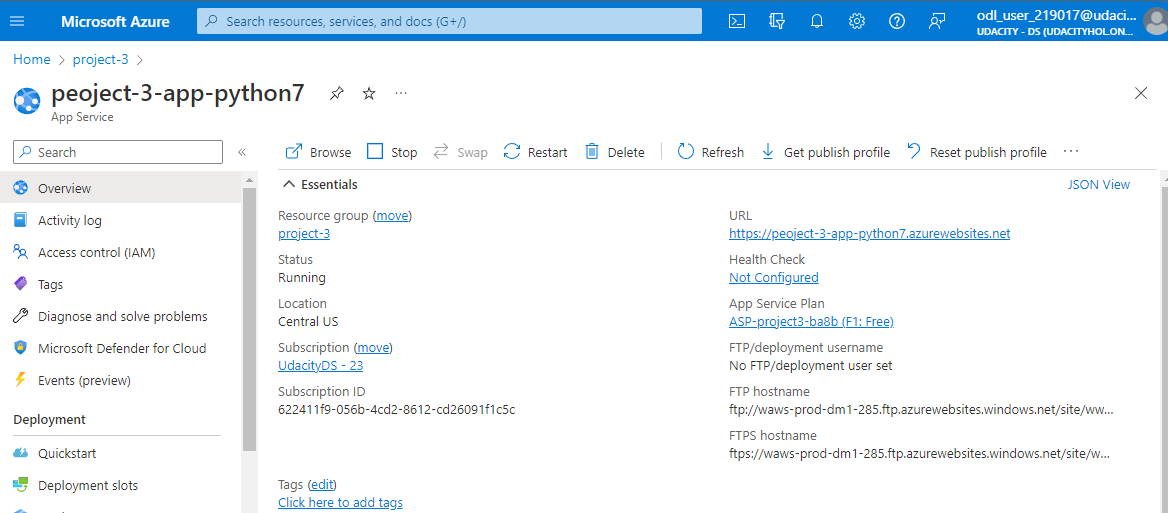 Microsoft Azure
Search resources, services, and docs (G+/)
odl_user_219017@udaci...
UDACITY - DS (UDACITYHOL.ON...
Home > project-3 >
peoject-3-app-python7
App Service
Search
Browse Stop Swap Restart Delete Refresh Get publish profile Reset publish profile
Overview
Activity log
Access control (IAM)
Tags
Diagnose and solve problems
Microsoft Defender for Cloud
Events (preview)
Deployment
Quickstart
Deployment slots
Essentials
JSON View
Resource group (move)
project-3
Status
Running
Location
Central US
Subscription (move)
UdacityDS - 23
Subscription ID
622411f9-056b-4cd2-8612-cd26091f1c5c
URL
https://peoject-3-app-python7.azurewebsites.net
Health Check
Not Configured
App Service Plan
ASP-project3-ba8b (F1: Free)
FTP/deployment username
No FTP/deployment user set
FTP hostname
ftp://waws-prod-dm1-285.ftp.azurewebsites.windows.net/site/ww...
FTPS hostname
ftps://waws-prod-dm1-285.ftp.azurewebsites.windows.net/site/w...
Tags (edit)
Click here to add tags